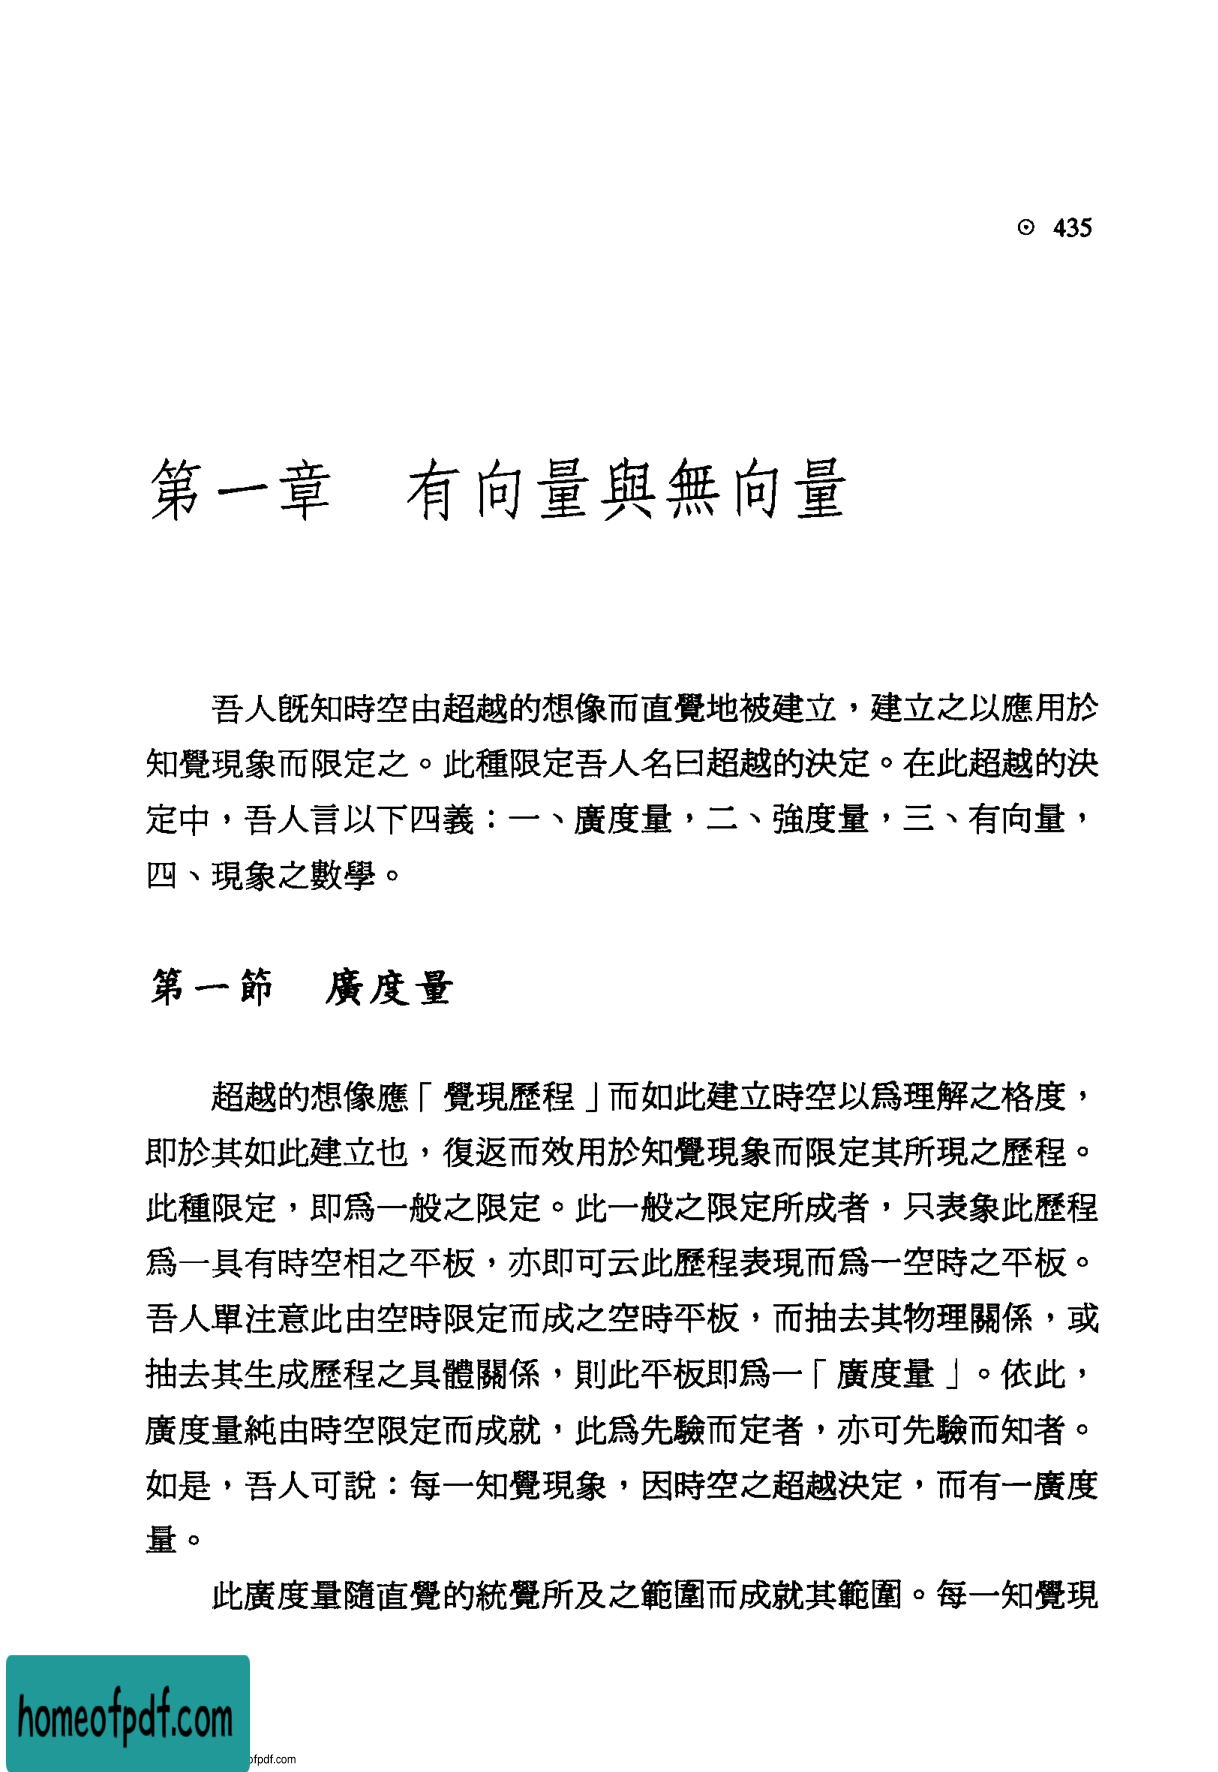 ⊙ 435
第一章　有向量與無向量
吾人旣知時空由超越的想像而直覺地被建立，建立之以應用於
知覺現象而限定之。此種限定吾人名曰超越的決定。在此超越的決
定中，吾人言以下四義：一、廣度量，二、強度量，三、有向量，
四、現象之數學。
第一節　廣度量
超越的想像應「覺現歷程」而如此建立時空以爲理解之格度，
即於其如此建立也，復返而效用於知覺現象而限定其所現之歷程。
此種限定，即爲一般之限定。此一般之限定所成者，只表象此歷程
爲一具有時空相之平板，亦即可云此歷程表現而爲一空時之平板。
吾人單注意此由空時限定而成之空時平板，而抽去其物理關係，或
抽去其生成歷程之具體關係，則此平板即爲一「廣度量」。依此，
廣度量純由時空限定而成就，此爲先驗而定者，亦可先驗而知者。
如是，吾人可說：每一知覺現象，因時空之超越決定，而有一廣度
量。
此廣度量隨直覺的統覺所及之範圍而成就其範圍。每一知覺現
homeofpdf.com
ofpdf.com